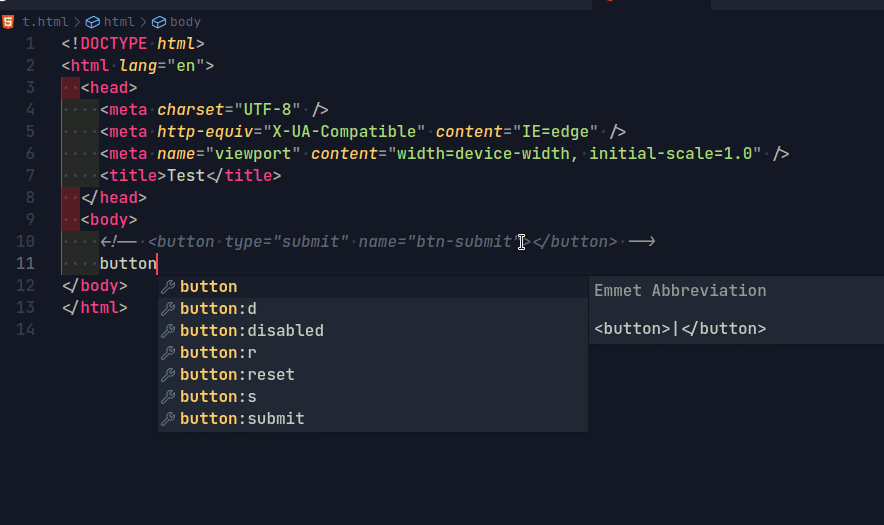 t.html > html > body
1 <!DOCTYPE html>
2 <html lang="en">
3 <head>
4 <meta charset="UTF-8" />
5 <meta http-equiv="X-UA-Compatible" content="IE=edge" />
6 <meta name="viewport" content="width=device-width, initial-scale=1.0" />
7 <title>Test</title>
8 </head>
9 <body>
10 <!-- <button type="submit" name="btn-submit"></button> -->
11 button
12 </body>
13 </html>
14
button
button:d
button:disabled
button:r
button:reset
button:s
button:submit
Emmet Abbreviation
<button>|</button>